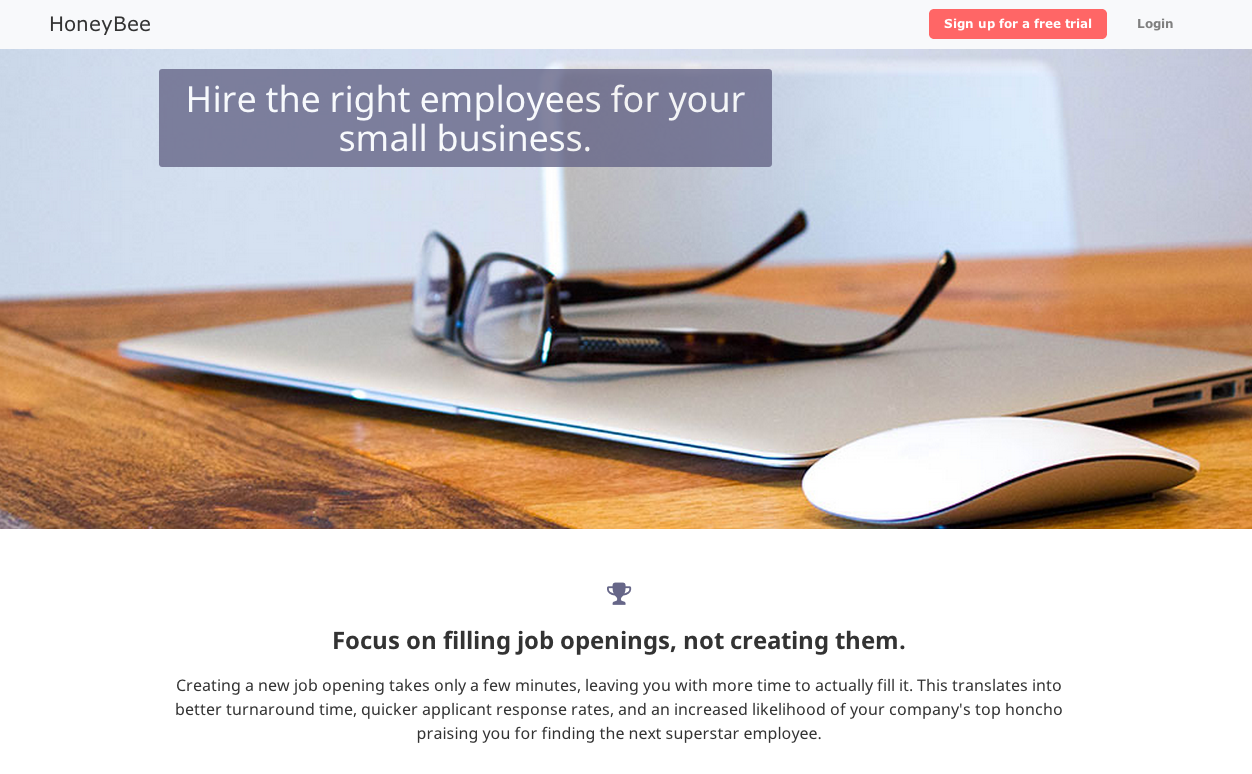 HoneyBee
Sign up for a free trial
Login
Hire the right employees for your
small business.
Focus on filling job openings, not creating them.
Creating a new job opening takes only a few minutes, leaving you with more time to actually fill it. This translates into
better turnaround time, quicker applicant response rates, and an increased likelihood of your company's top honcho
praising you for finding the next superstar employee.